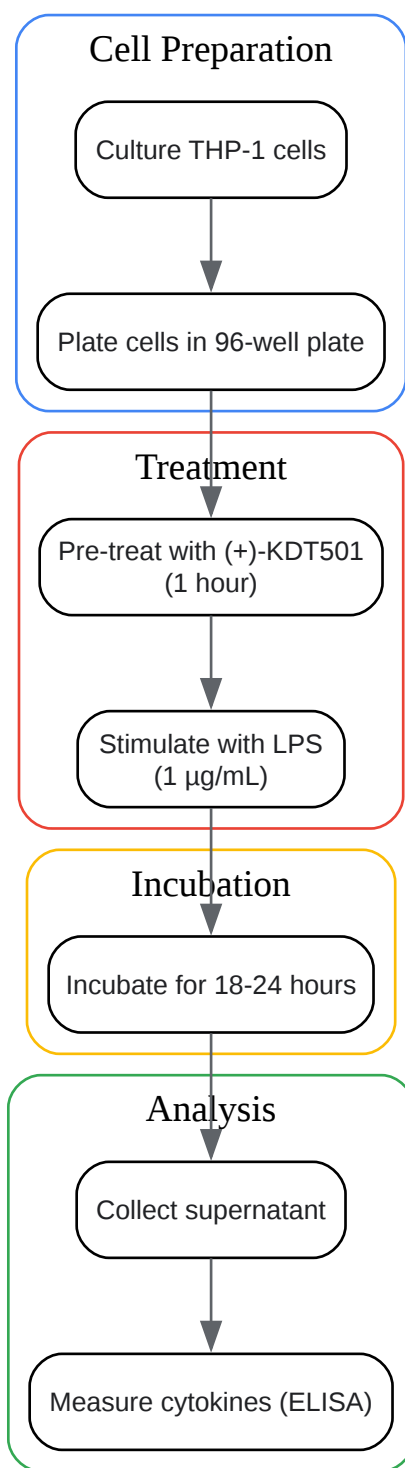 Cell Preparation
Culture THP-1 cells
Plate cells in 96-well plate
Treatment
Pre-treat with (+)-KDT501
(1 hour)
Stimulate with LPS
(1 µg/mL)
Incubation
Incubate for 18-24 hours
Analysis
Collect supernatant
Measure cytokines (ELISA)